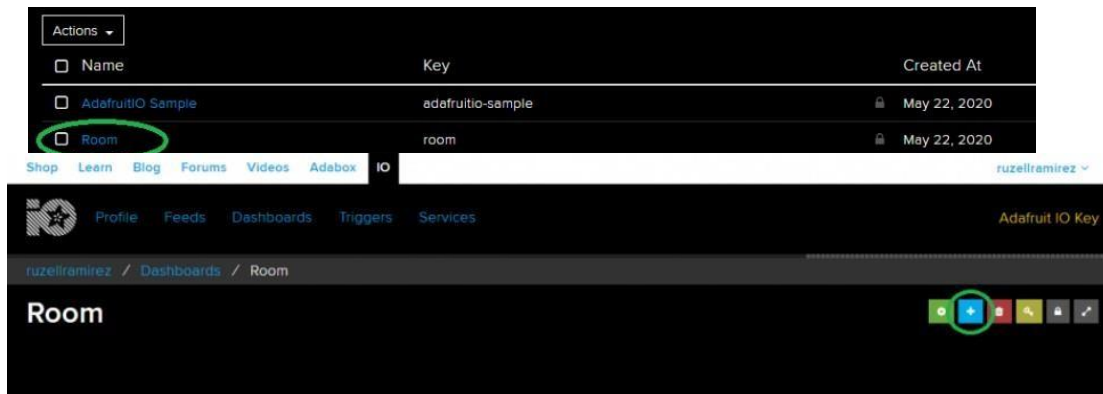 Actions
Name Key Created At
AdafruitIO Sample adafruitio-sample May 22, 2020
Room room May 22, 2020
Shop Learn Blog Forums Videos Adabox IO ruzellramirez
iO Profile Feeds Dashboards Triggers Services Adafruit IO Key
ruzellramirez / Dashboards / Room
Room